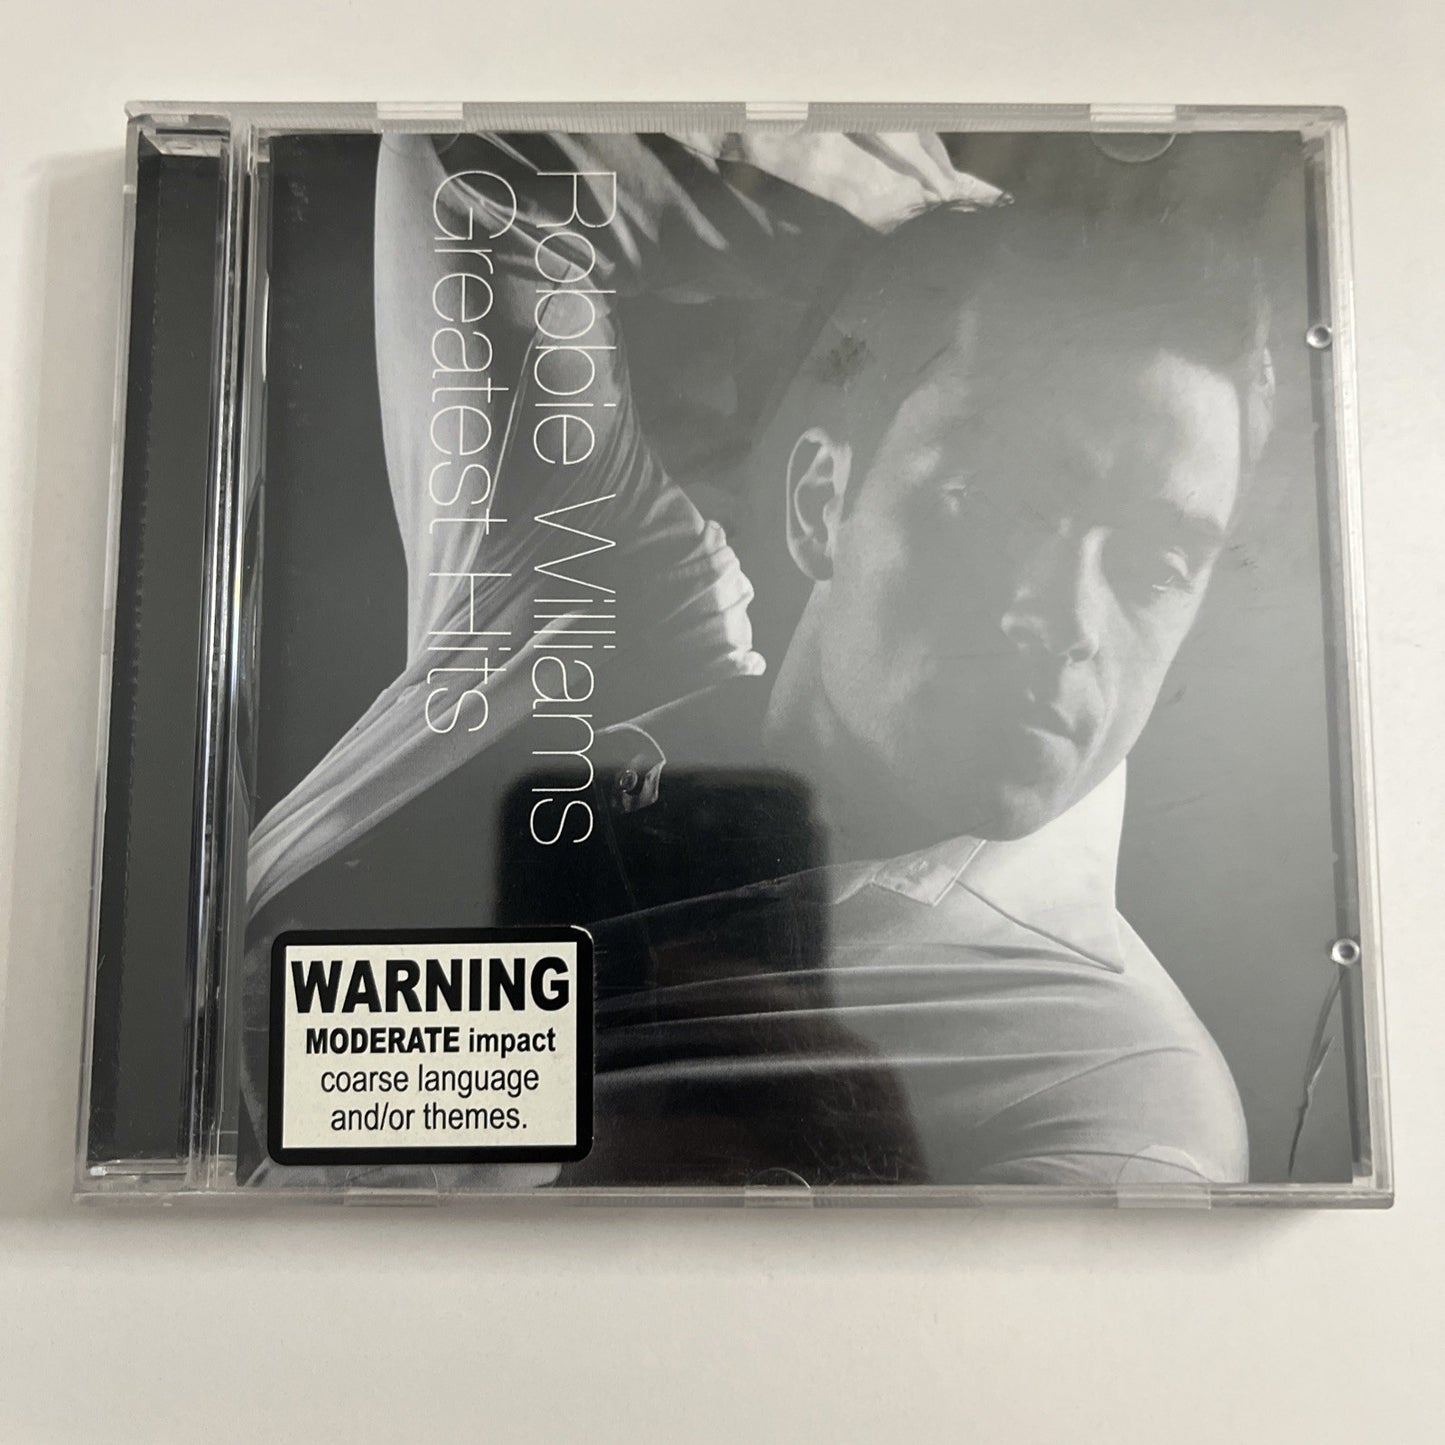 Robbie Williams
Greatest Hits
WARNING
MODERATE impact
coarse language
and/or themes.